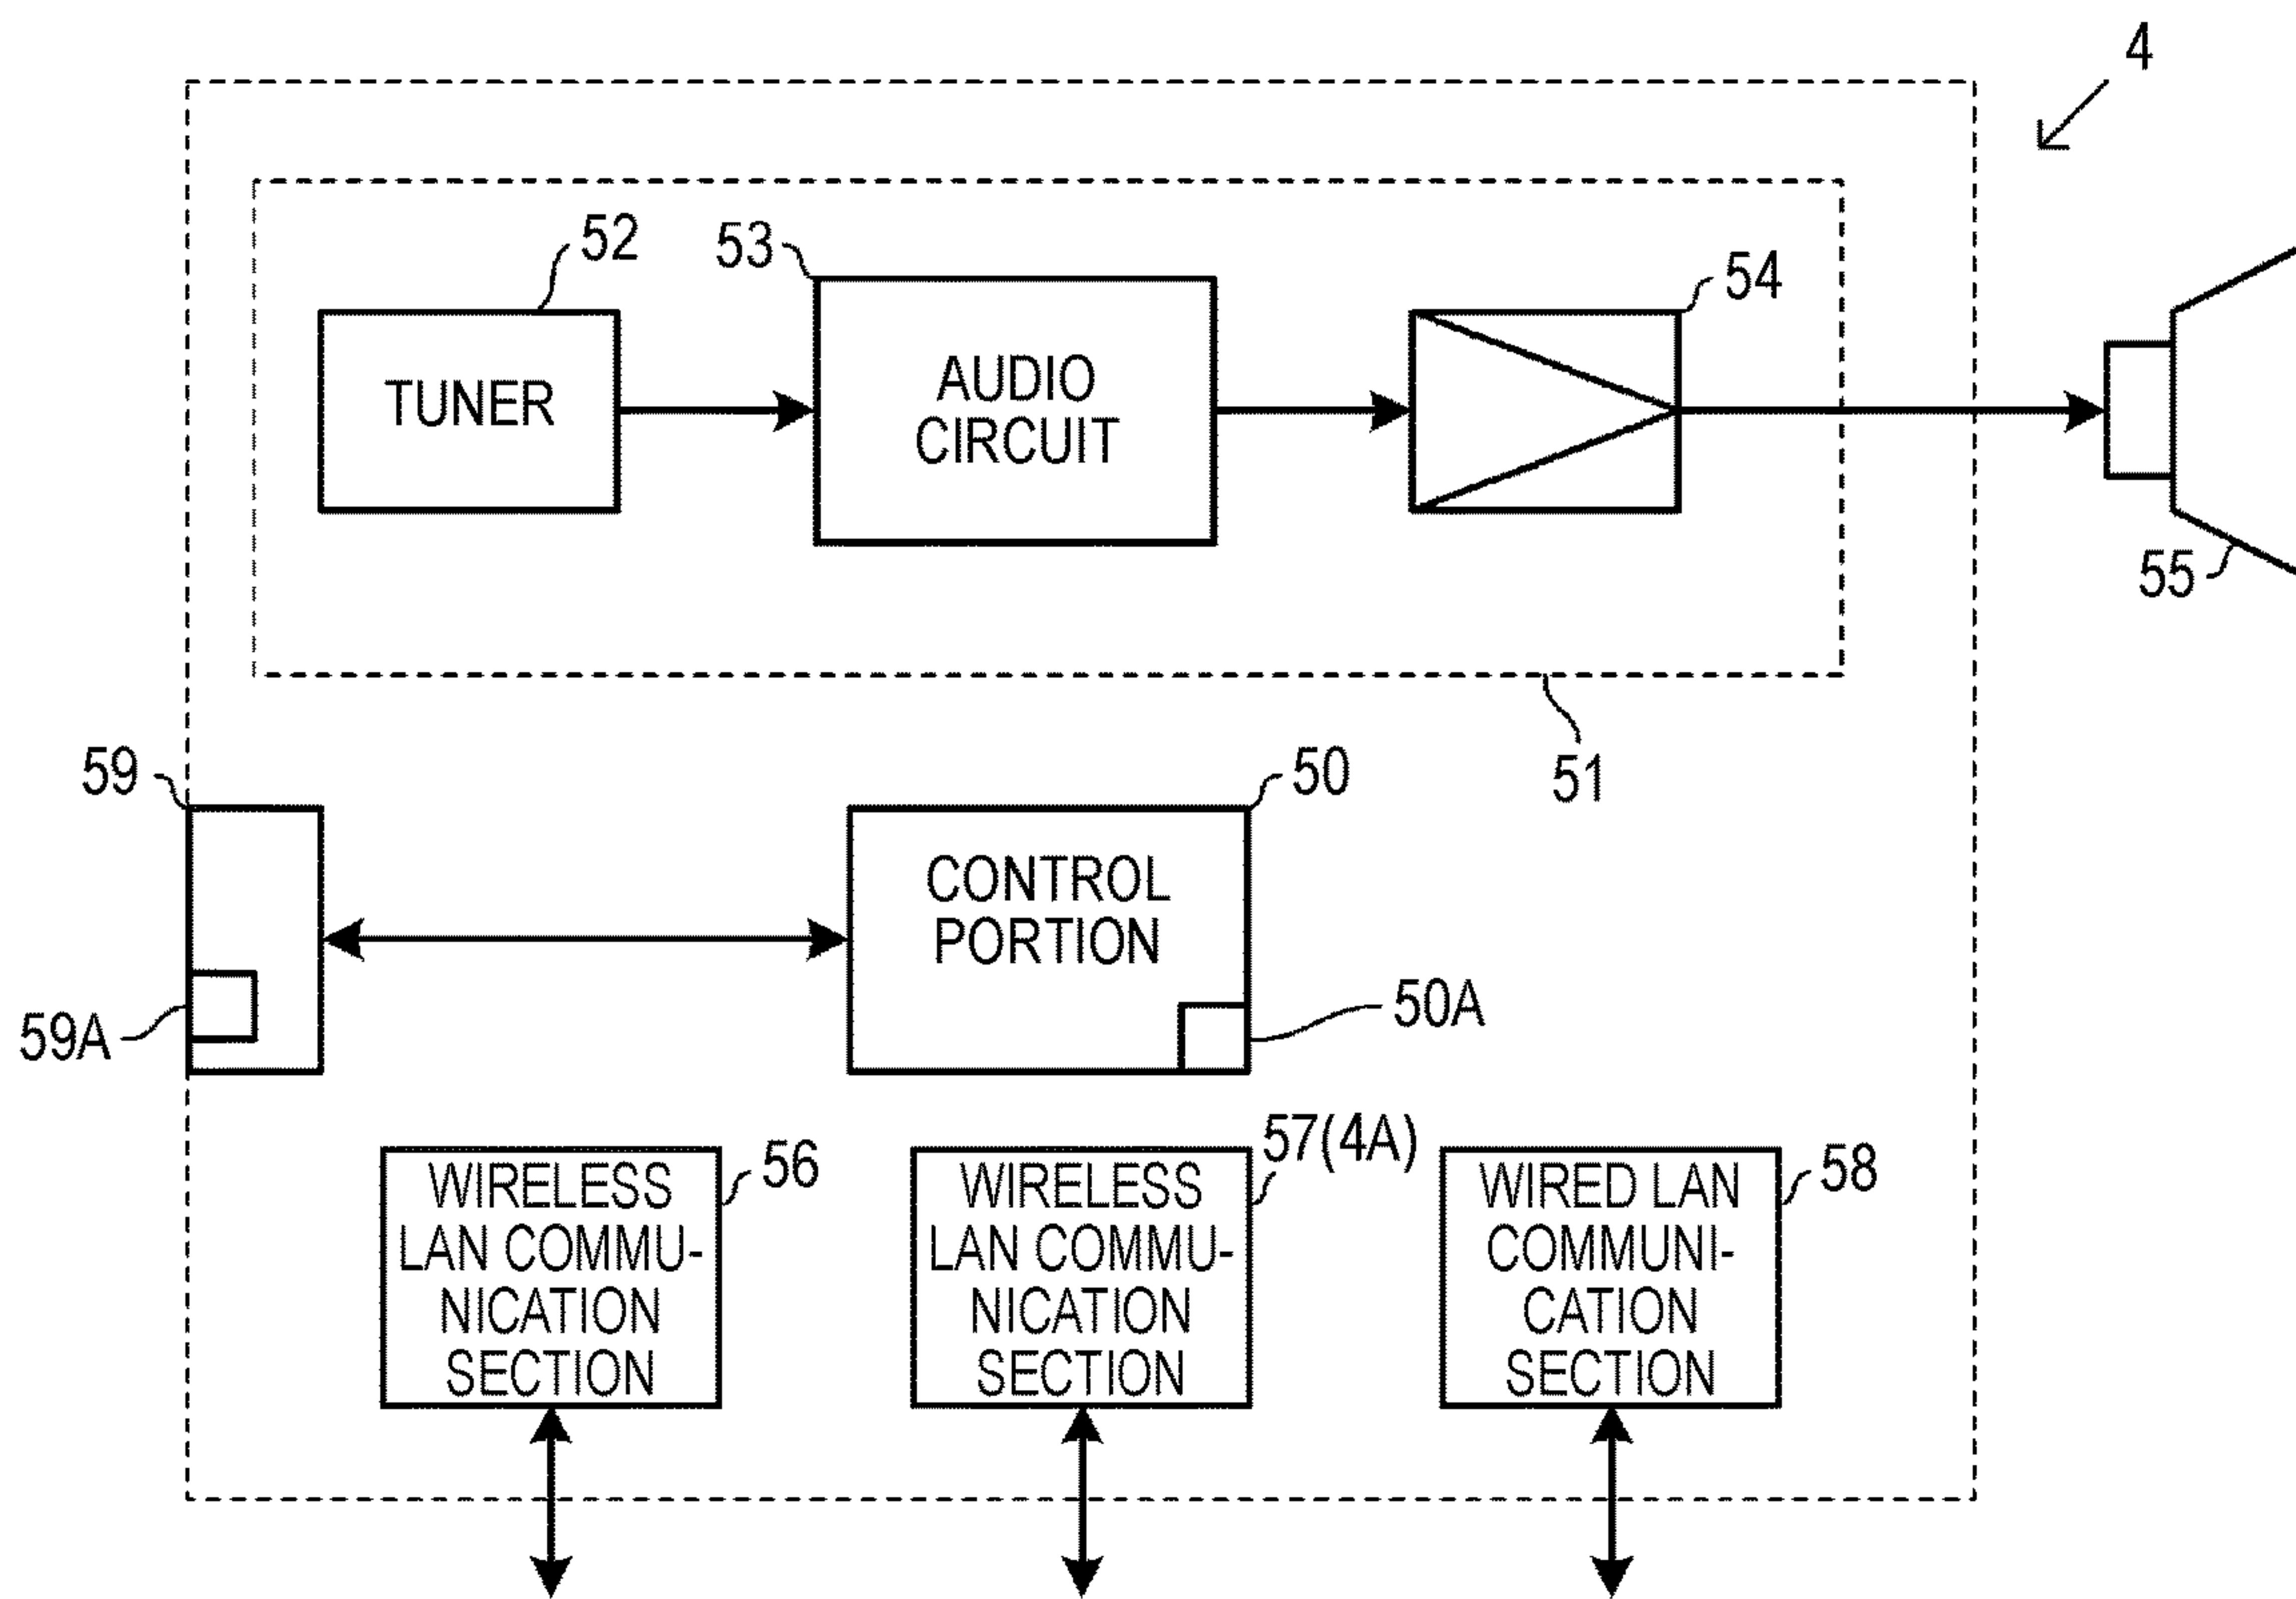 4
52
53
54
TUNER
AUDIO
CIRCUIT
55
51
59
50
CONTROL
PORTION
59A
50A
56
57(4A)
58
WIRELESS
LAN COMMU-
NICATION
SECTION
WIRELESS
LAN COMMU-
NICATION
SECTION
WIRED LAN
COMMUNI-
CATION
SECTION